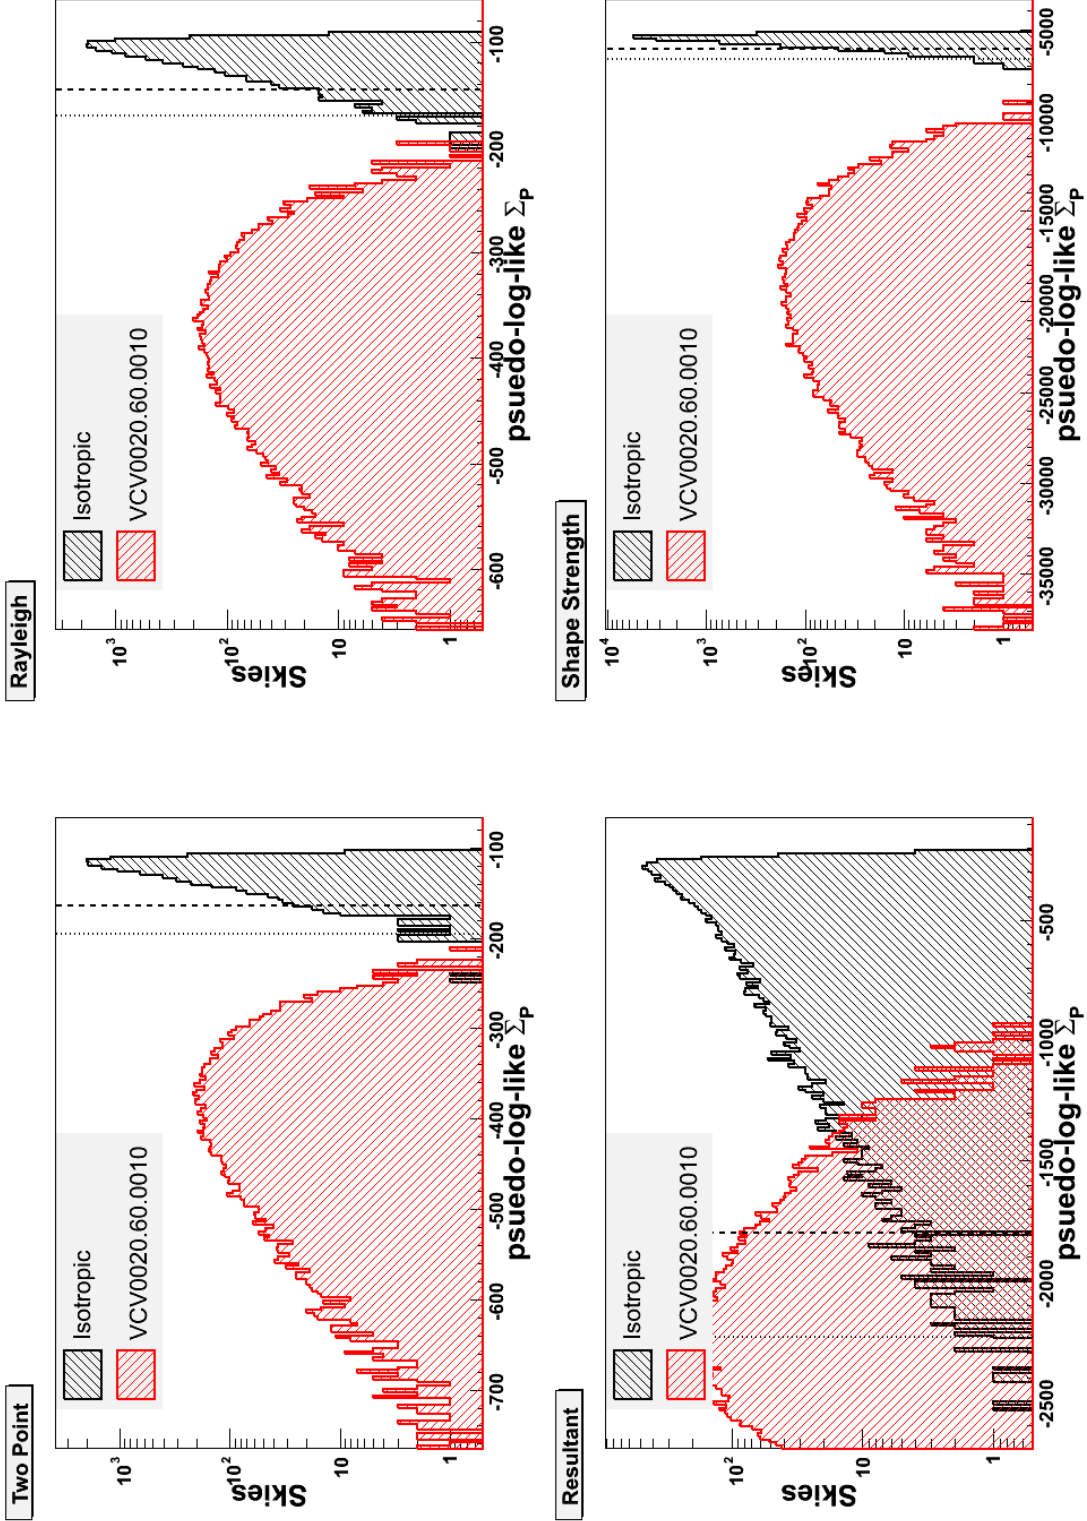 Two Point
Isotropic
VCV0020.60.0010
Skies
10³
10²
10
1
-700 -600 -500 -400 -300 -200 -100
psuedo-log-like Σ_P
Rayleigh
Isotropic
VCV0020.60.0010
Skies
10³
10²
10
1
-600 -500 -400 -300 -200 -100
psuedo-log-like Σ_P
Resultant
Isotropic
VCV0020.60.0010
Skies
10²
10
1
-2500 -2000 -1500 -1000 -500
psuedo-log-like Σ_P
Shape Strength
Isotropic
VCV0020.60.0010
Skies
10⁴
10³
10²
10
1
-35000 -30000 -25000 -20000 -15000 -10000 -5000
psuedo-log-like Σ_P